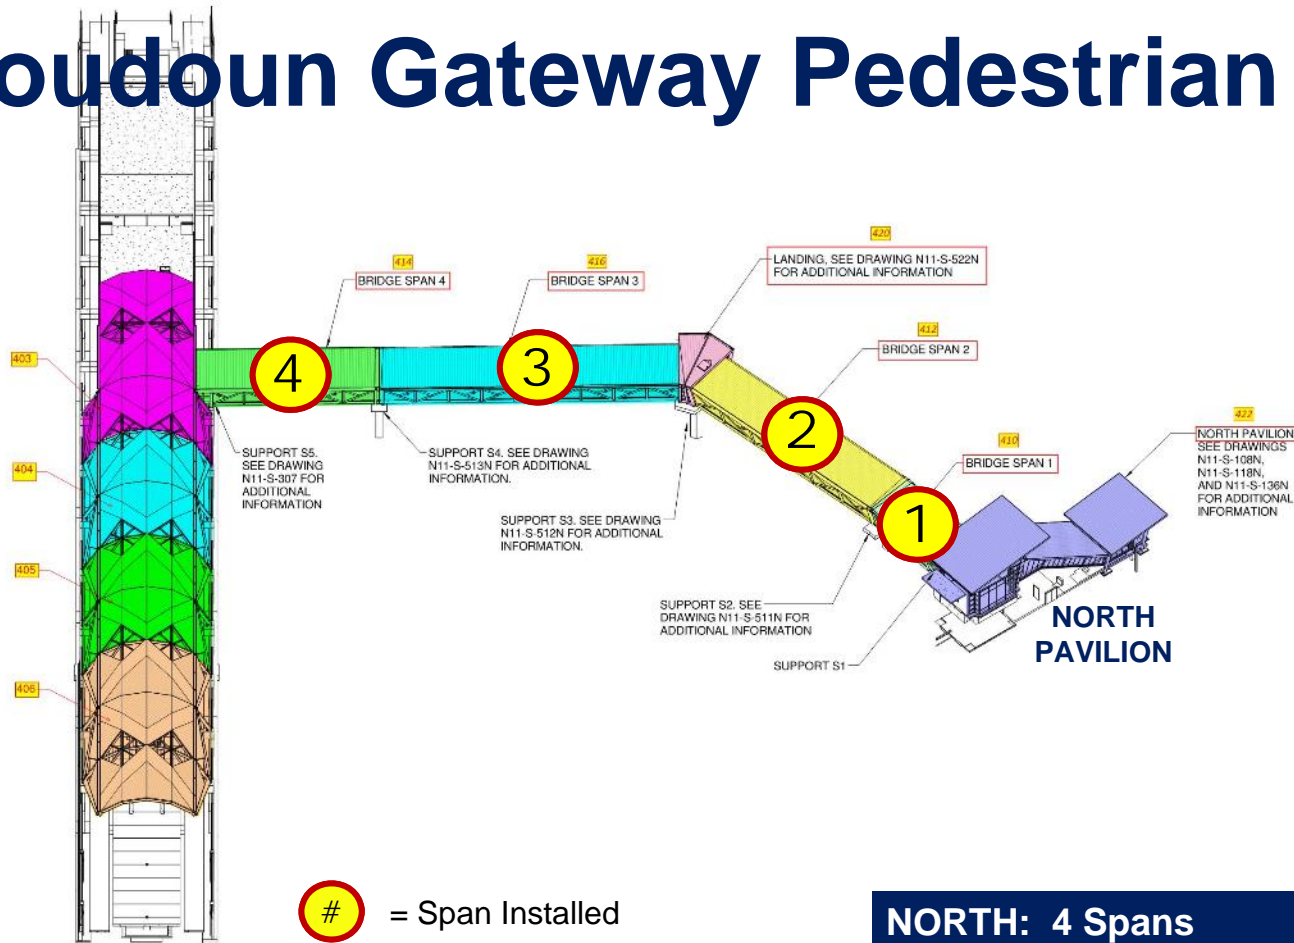 oudoun Gateway Pedestrian
420
LANDING, SEE DRAWING N11-S-522N
FOR ADDITIONAL INFORMATION
414
BRIDGE SPAN 4
416
BRIDGE SPAN 3
412
BRIDGE SPAN 2
403
4
3
2
422
NORTH PAVILION
SEE DRAWINGS
N11-S-108N,
N11-S-118N,
AND N11-S-136N
FOR ADDITIONAL
INFORMATION
410
BRIDGE SPAN 1
404
SUPPORT S5.
SEE DRAWING
N11-S-307 FOR
ADDITIONAL
INFORMATION
SUPPORT S4. SEE DRAWING
N11-S-513N FOR ADDITIONAL
INFORMATION.
SUPPORT S3. SEE DRAWING
N11-S-512N FOR ADDITIONAL
INFORMATION.
1
405
SUPPORT S2. SEE
DRAWING N11-S-511N FOR
ADDITIONAL INFORMATION
SUPPORT S1
NORTH
PAVILION
406
# = Span Installed
NORTH: 4 Spans